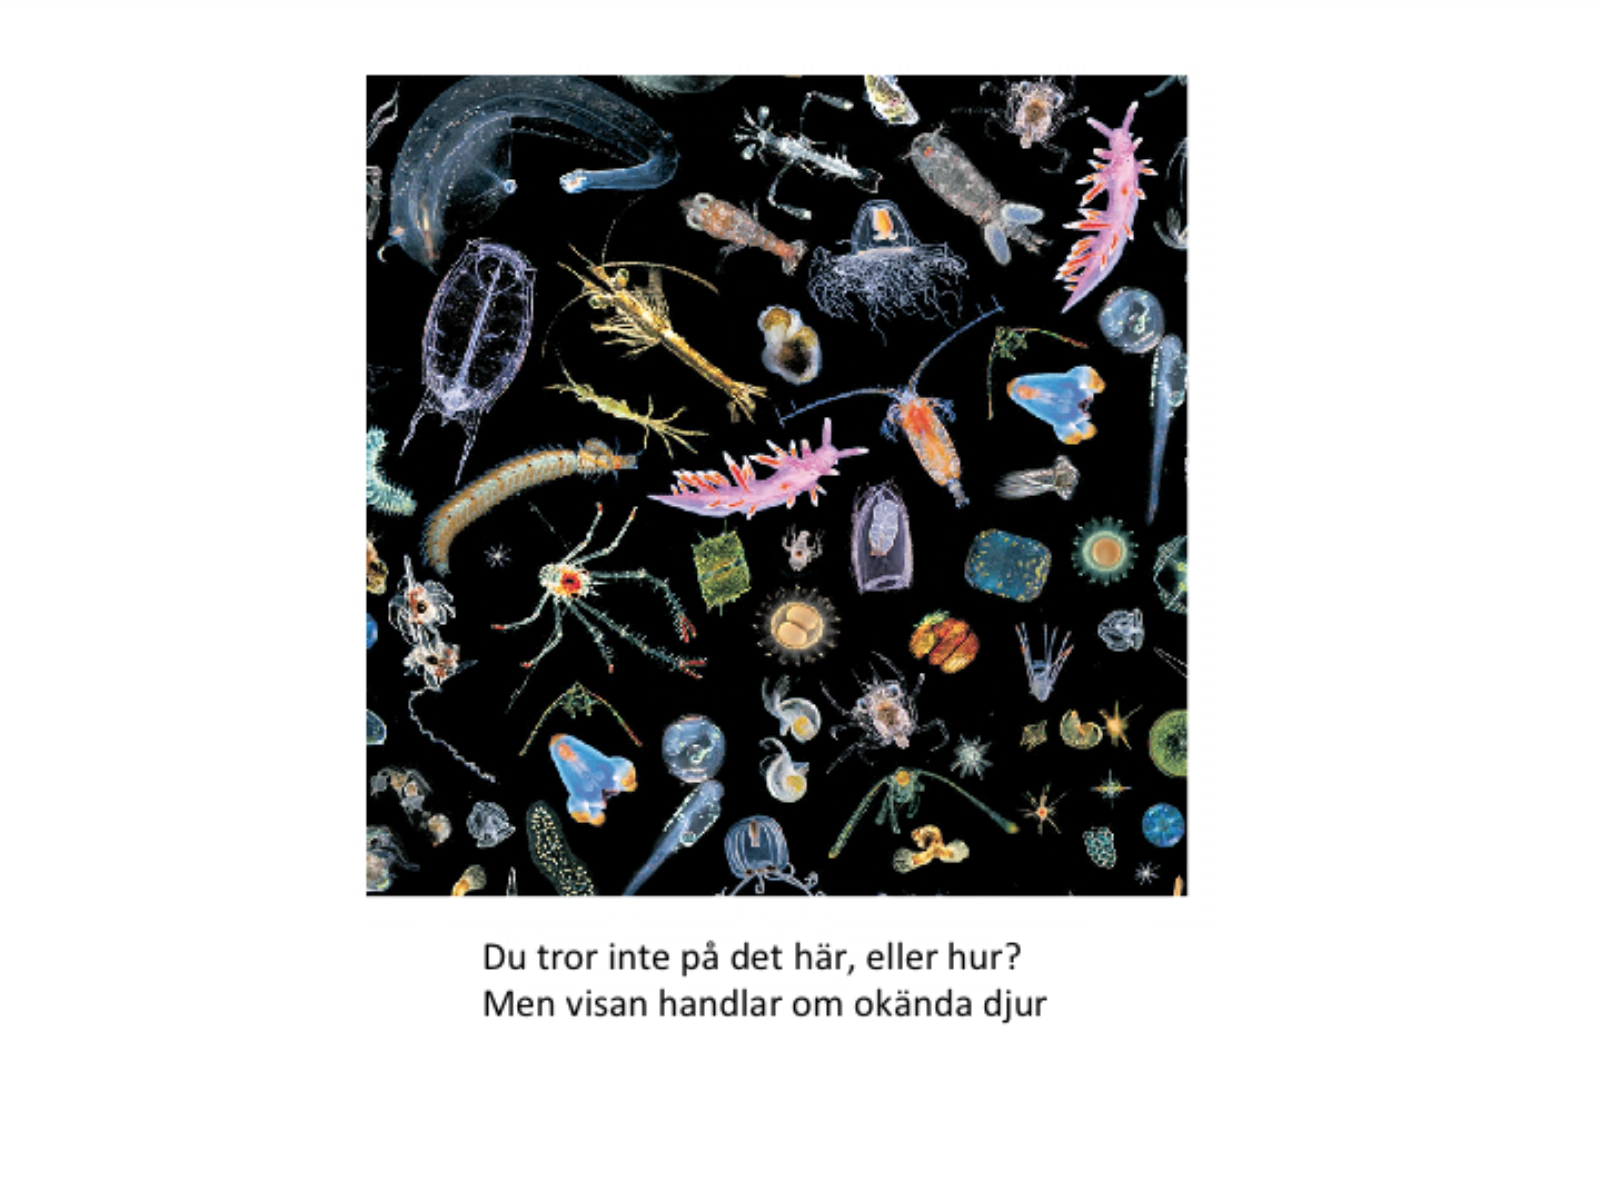 Du tror inte på det här, eller hur?
Men visan handlar om okända djur